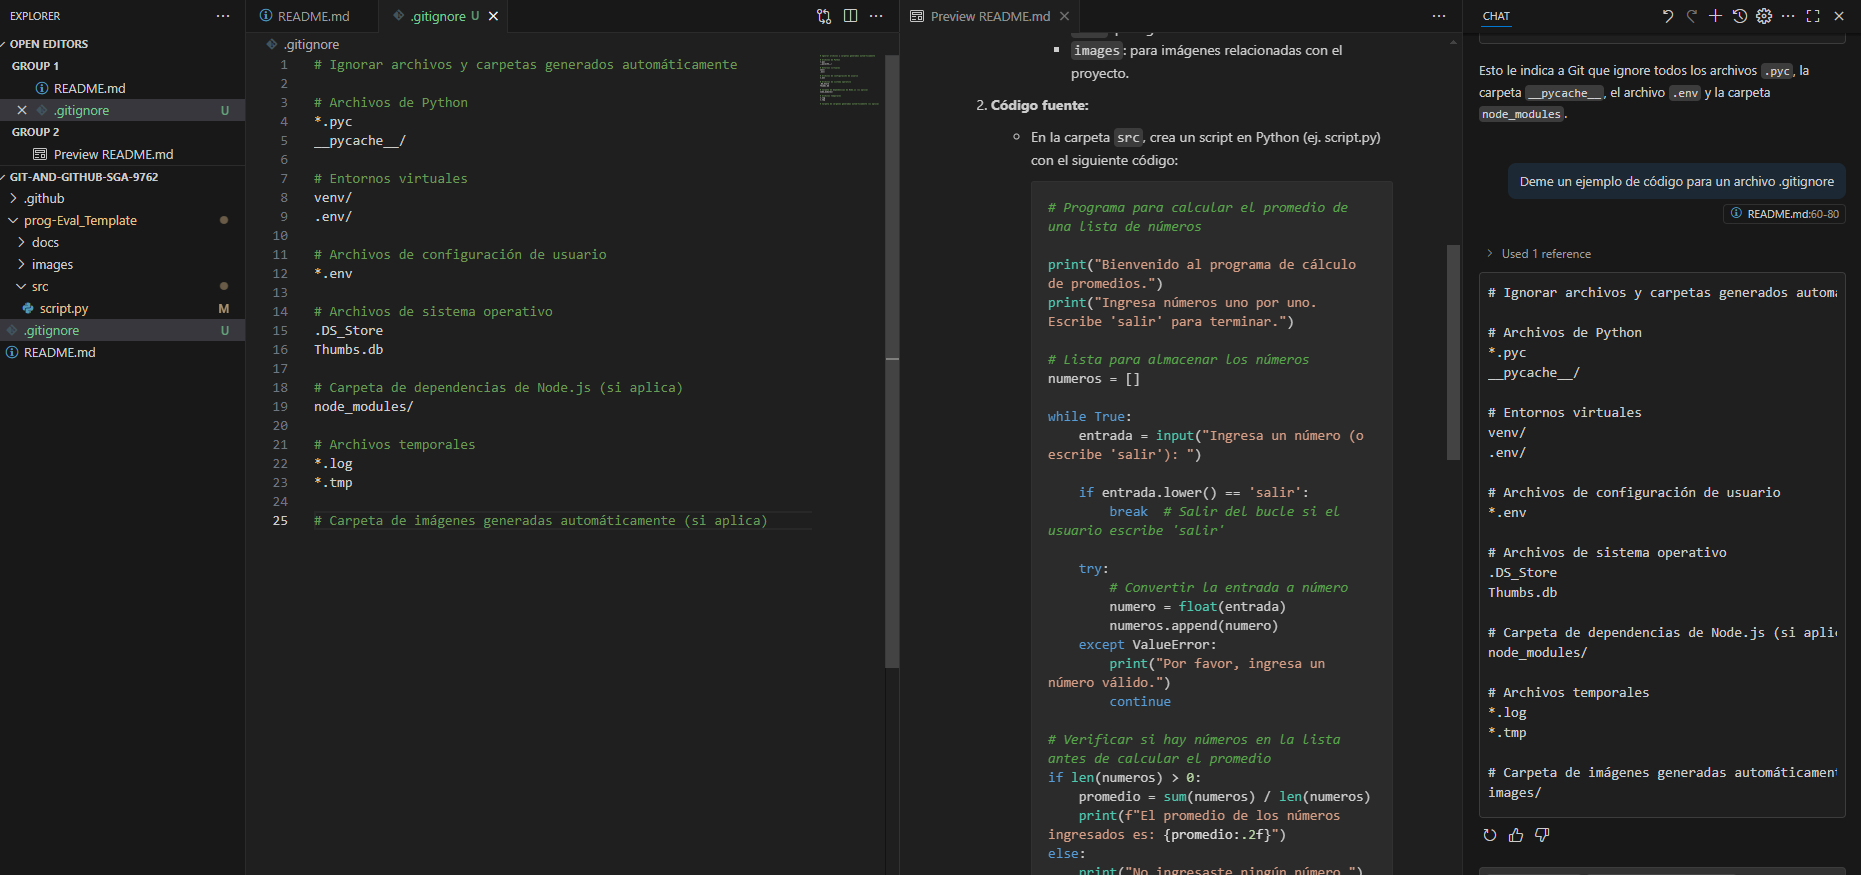 EXPLORER
OPEN EDITORS
GROUP 1
README.md
.gitignore U
GROUP 2
Preview README.md
GIT-AND-GITHUB-SGA-9762
.github
prog-Eval_Template
docs
images
src
script.py M
.gitignore U
README.md
README.md
.gitignore U
.gitignore
1 # Ignorar archivos y carpetas generados automáticamente
2
3 # Archivos de Python
4 *.pyc
5 __pycache__/
6
7 # Entornos virtuales
8 venv/
9 .env/
10
11 # Archivos de configuración de usuario
12 *.env
13
14 # Archivos de sistema operativo
15 .DS_Store
16 Thumbs.db
17
18 # Carpeta de dependencias de Node.js (si aplica)
19 node_modules/
20
21 # Archivos temporales
22 *.log
23 *.tmp
24
25 # Carpeta de imágenes generadas automáticamente (si aplica)
Preview README.md
images: para imágenes relacionadas con el
proyecto.
2. Código fuente:
En la carpeta src, crea un script en Python (ej. script.py)
con el siguiente código:
# Programa para calcular el promedio de
una lista de números
print("Bienvenido al programa de cálculo
de promedios.")
print("Ingresa números uno por uno.
Escribe 'salir' para terminar.")
# Lista para almacenar los números
numeros = []
while True:
entrada = input("Ingresa un número (o
escribe 'salir'): ")
if entrada.lower() == 'salir':
break # Salir del bucle si el
usuario escribe 'salir'
try:
# Convertir la entrada a número
numero = float(entrada)
numeros.append(numero)
except ValueError:
print("Por favor, ingresa un
número válido.")
continue
# Verificar si hay números en la lista
antes de calcular el promedio
if len(numeros) > 0:
promedio = sum(numeros) / len(numeros)
print(f"El promedio de los números
ingresados es: {promedio:.2f}")
else:
print("No ingresaste ningún número.")
CHAT
Esto le indica a Git que ignore todos los archivos .pyc, la
carpeta __pycache__, el archivo .env y la carpeta
node_modules.
Deme un ejemplo de código para un archivo .gitignore
README.md:60-80
Used 1 reference
# Ignorar archivos y carpetas generados automá
# Archivos de Python
*.pyc
__pycache__/
# Entornos virtuales
venv/
.env/
# Archivos de configuración de usuario
*.env
# Archivos de sistema operativo
.DS_Store
Thumbs.db
# Carpeta de dependencias de Node.js (si aplic
node_modules/
# Archivos temporales
*.log
*.tmp
# Carpeta de imágenes generadas automáticament
images/